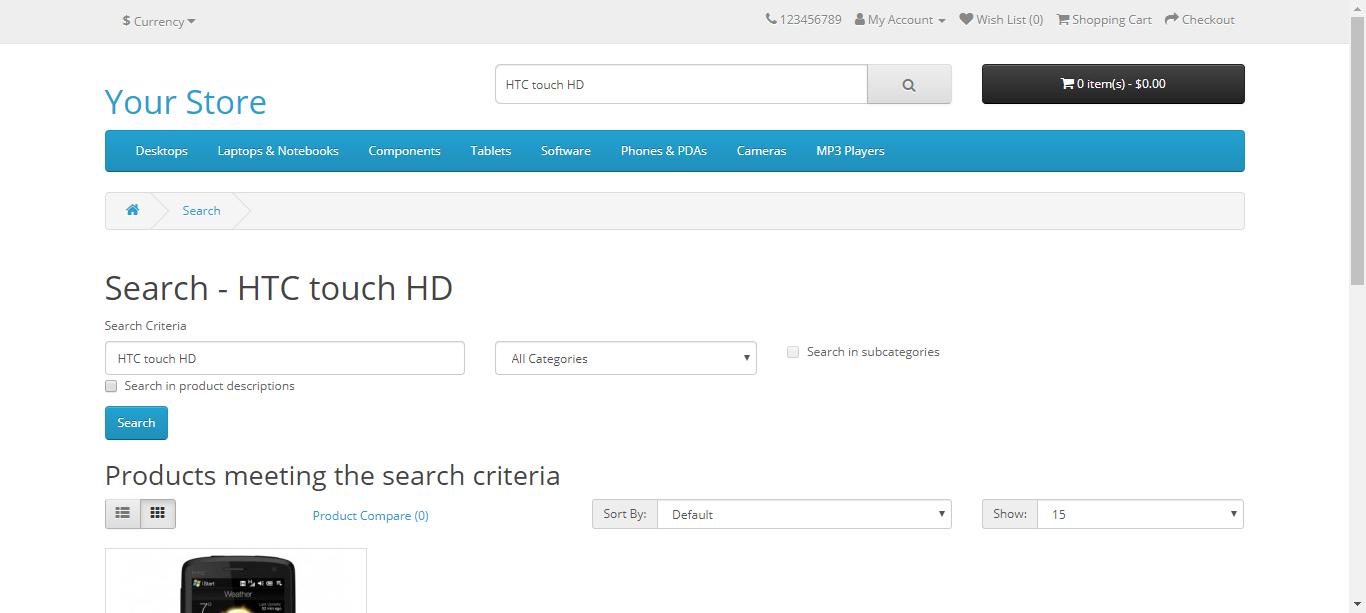 $ Currency
123456789 My Account Wish List (0) Shopping Cart Checkout
Your Store
HTC touch HD
0 item(s) - $0.00
Desktops Laptops & Notebooks Components Tablets Software Phones & PDAs Cameras MP3 Players
Search
Search - HTC touch HD
Search Criteria
HTC touch HD
All Categories
Search in subcategories
Search in product descriptions
Search
Products meeting the search criteria
Product Compare (0)
Sort By: Default
Show: 15
Start
Weather